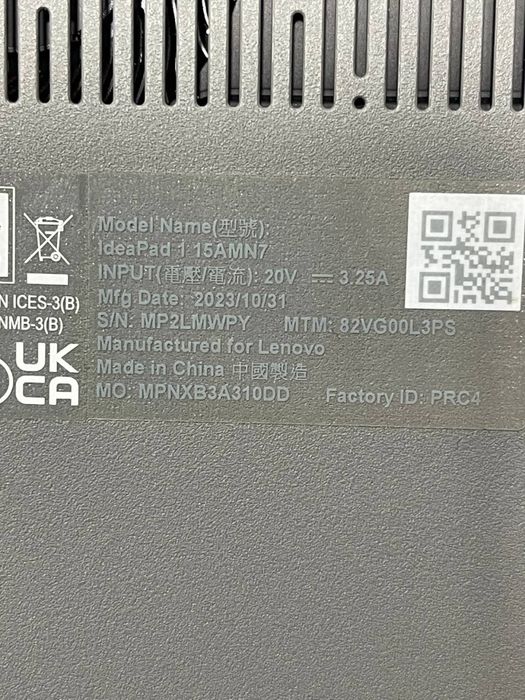 Model Name(型號):
IdeaPad 1 15AMN7
INPUT(電壓/電流): 20V ⎓ 3.25A
Mfg Date: 2023/10/31
S/N: MP2LMWPY MTM: 82VG00L3PS
Manufactured for Lenovo
Made in China 中國製造
MO: MPNXB3A310DD Factory ID: PRC4
N ICES-3(B)
NMB-3(B)
UK
CA